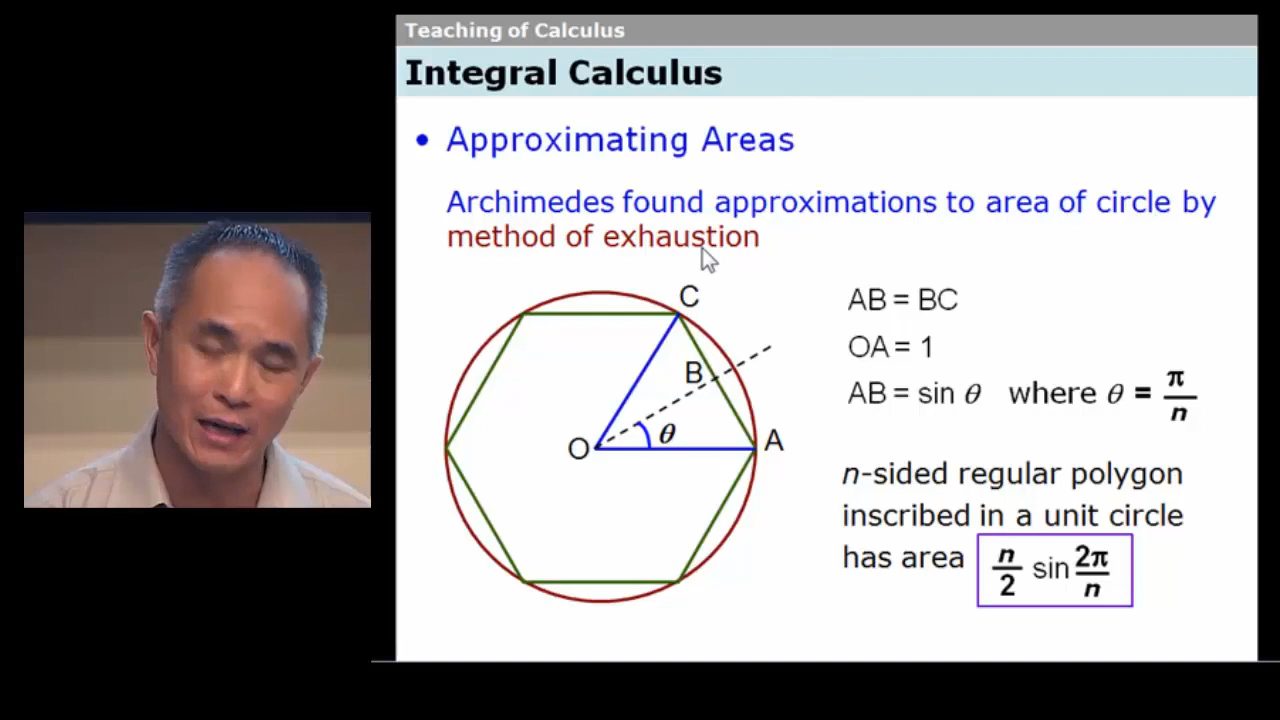 Teaching of Calculus
Integral Calculus
• Approximating Areas
Archimedes found approximations to area of circle by
method of exhaustion
C
B
O
θ
A
AB = BC
OA = 1
AB = sin θ where θ = π/n
n-sided regular polygon
inscribed in a unit circle
has area n/2 sin 2π/n